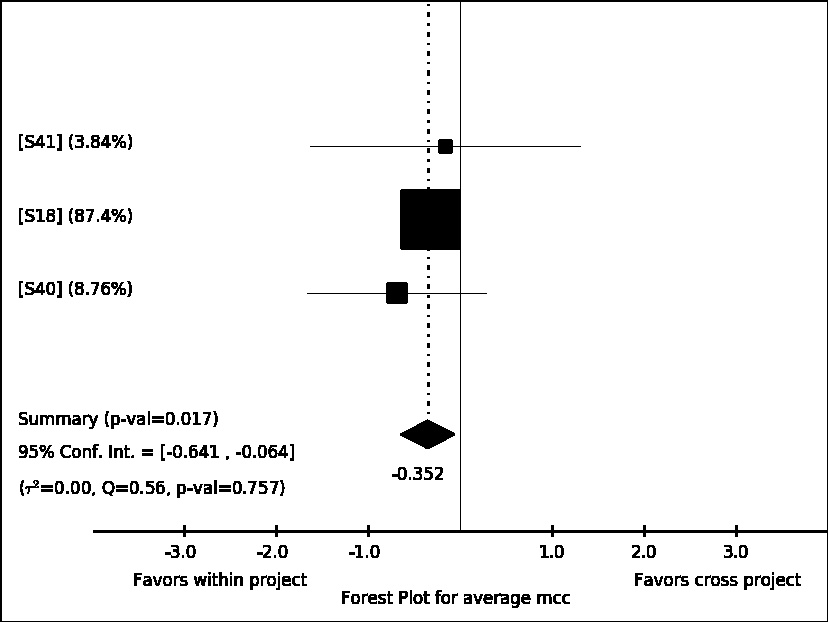 [S41] (3.84%)
[S18] (87.4%)
[S40] (8.76%)
Summary (p-val=0.017)
95% Conf. Int. = [-0.641 , -0.064]
-0.352
(τ²=0.00, Q=0.56, p-val=0.757)
-3.0 -2.0 -1.0 1.0 2.0 3.0
Favors within project Favors cross project
Forest Plot for average mcc